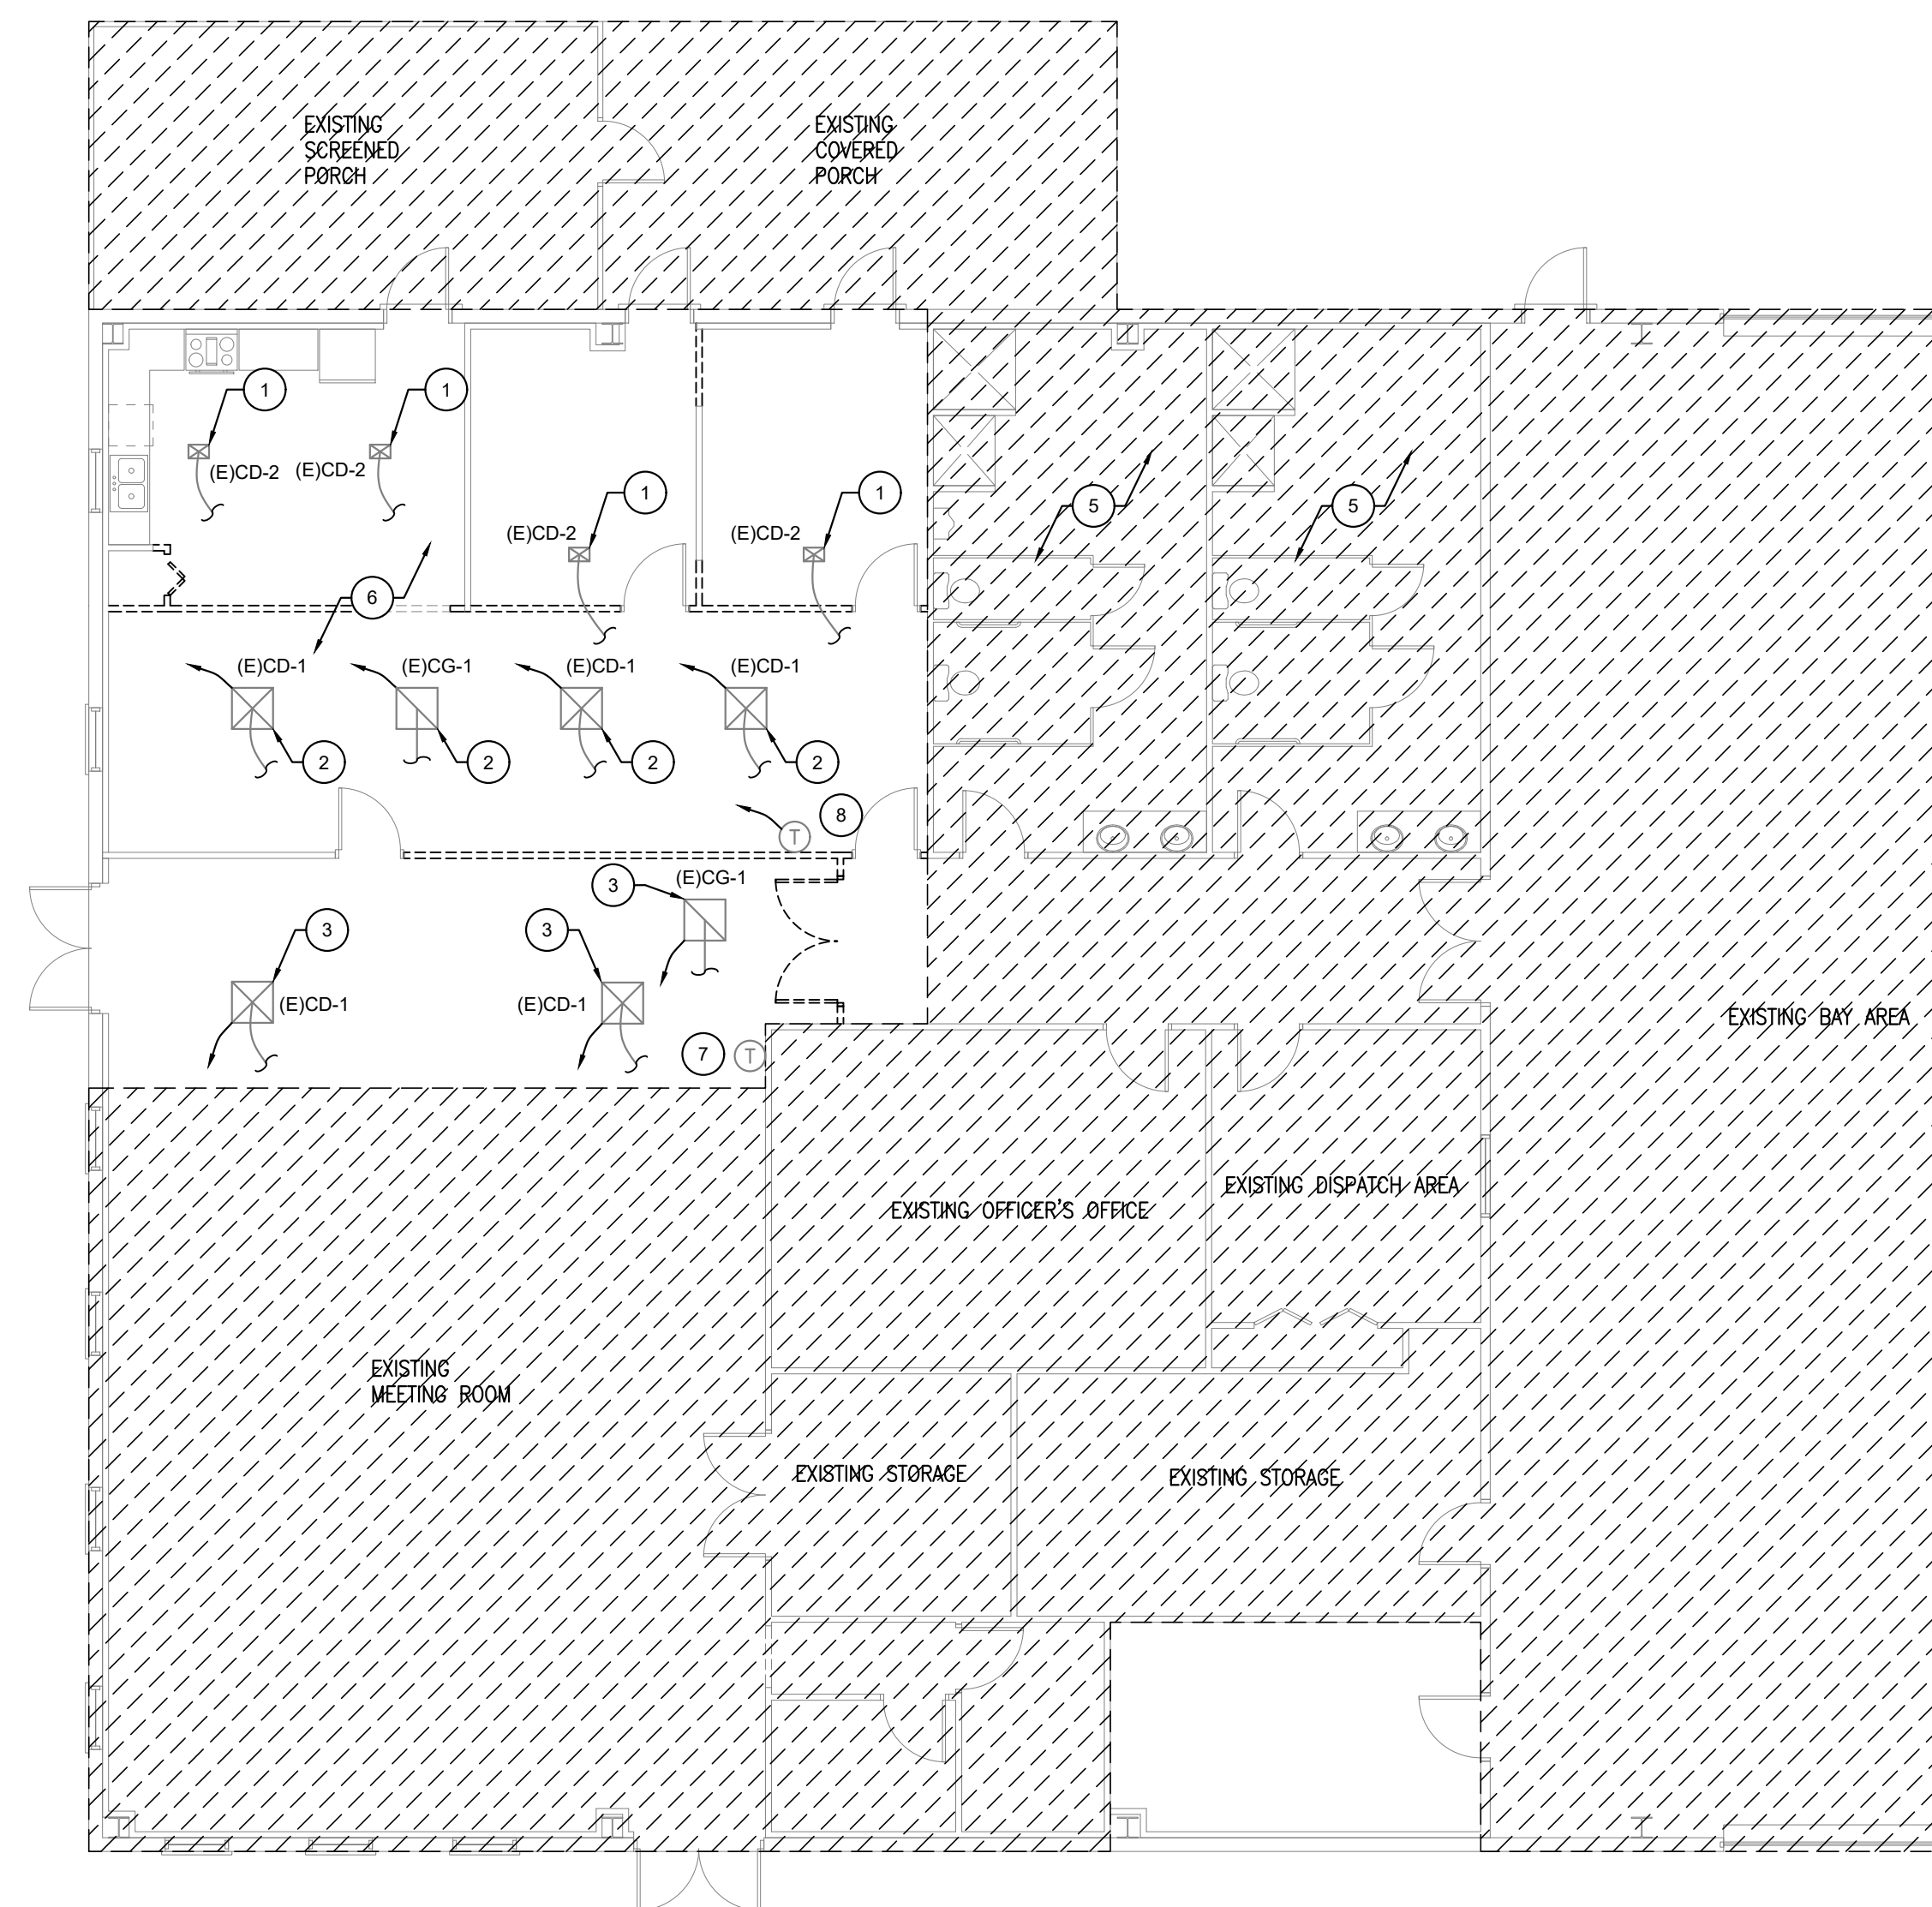 EXISTING
SCREENED
PORCH
EXISTING
COVERED
PORCH
1
1
(E)CD-2
(E)CD-2
1
1
(E)CD-2
(E)CD-2
5
5
6
(E)CD-1
(E)CG-1
(E)CD-1
(E)CD-1
2
2
2
2
8
T
3
(E)CG-1
3
3
(E)CD-1
(E)CD-1
7
T
EXISTING BAY AREA
EXISTING OFFICER'S OFFICE
EXISTING DISPATCH AREA
EXISTING
MEETING ROOM
EXISTING STORAGE
EXISTING STORAGE